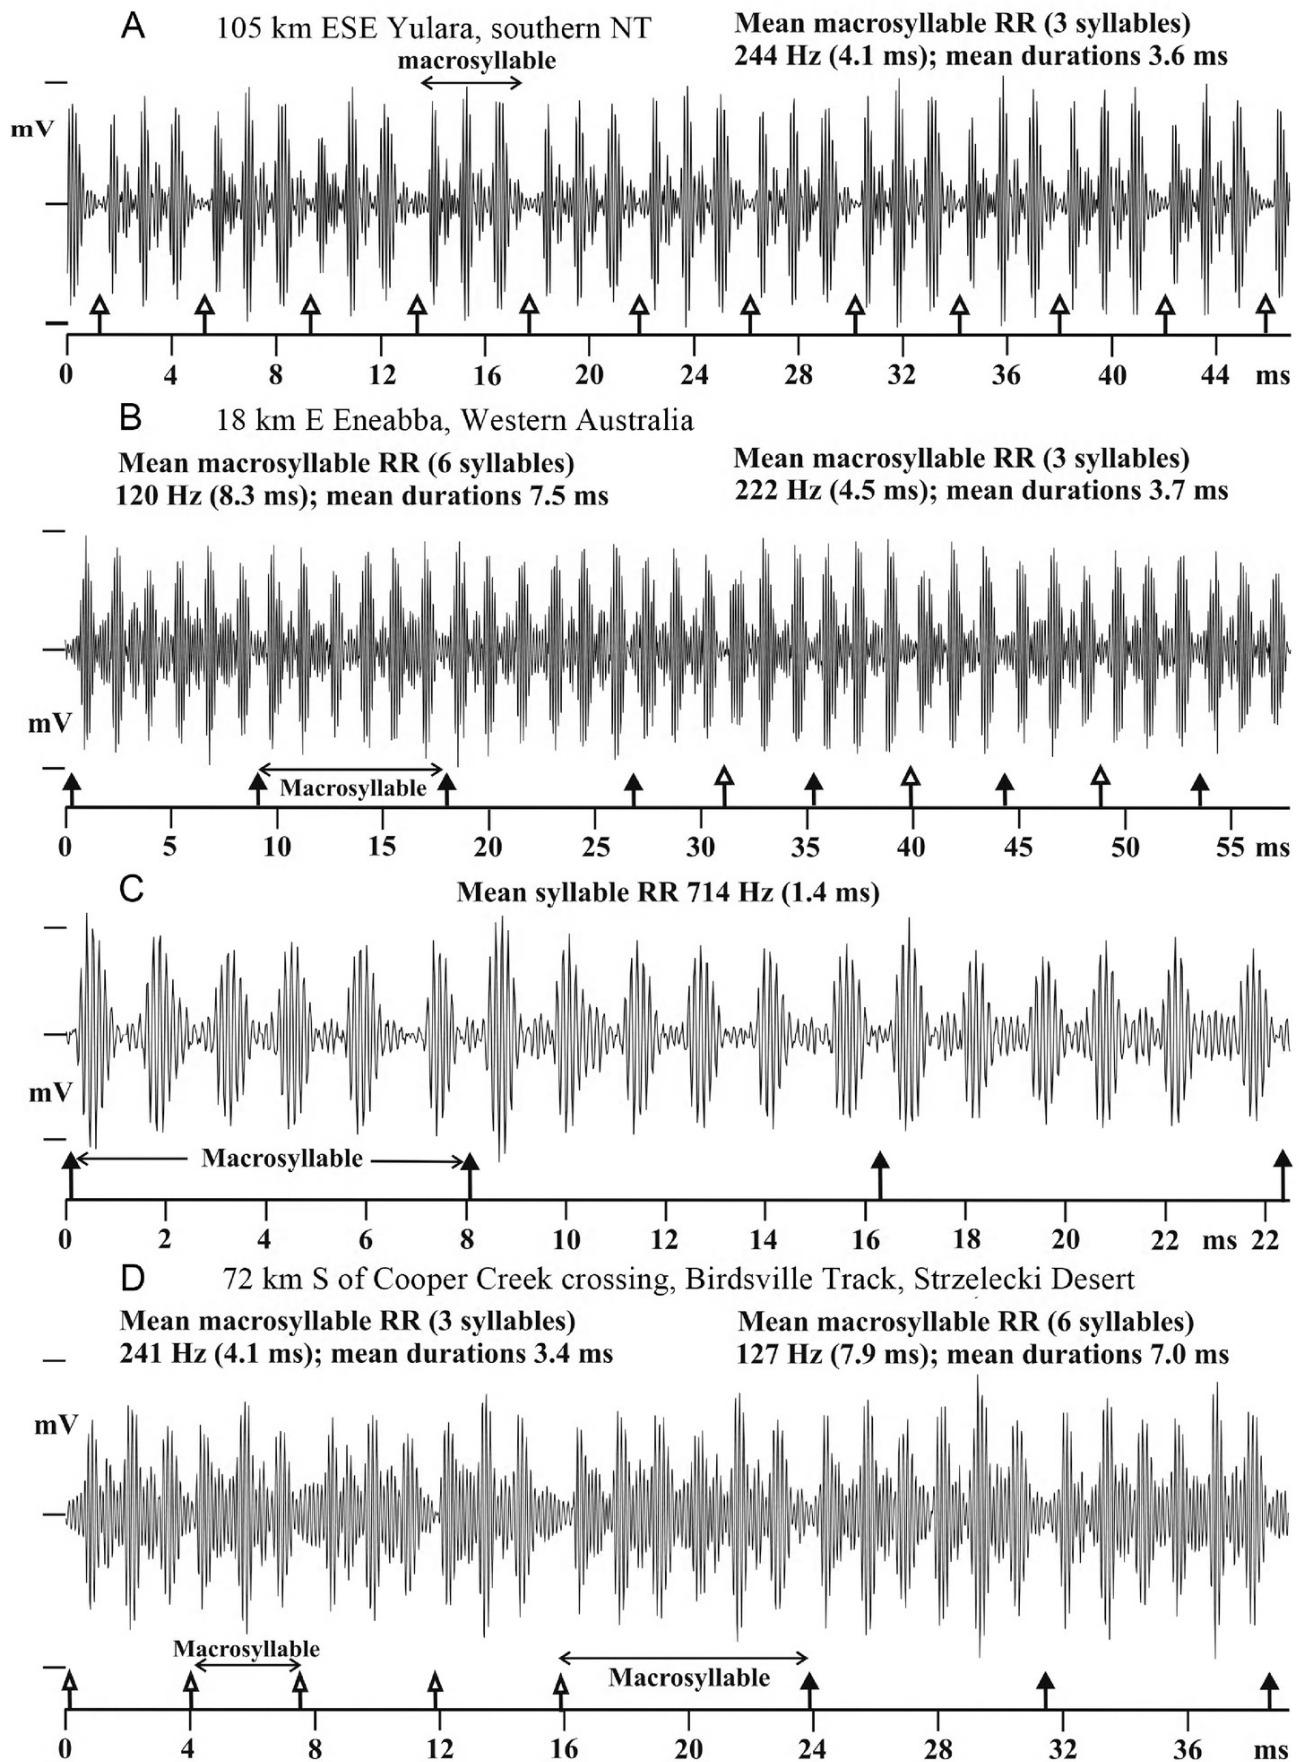 A
105 km ESE Yulara, southern NT
Mean macrosyllable RR (3 syllables)
244 Hz (4.1 ms); mean durations 3.6 ms
macrosyllable
mV
0 4 8 12 16 20 24 28 32 36 40 44 ms
B
18 km E Eneabba, Western Australia
Mean macrosyllable RR (6 syllables)
120 Hz (8.3 ms); mean durations 7.5 ms
Mean macrosyllable RR (3 syllables)
222 Hz (4.5 ms); mean durations 3.7 ms
mV
Macrosyllable
0 5 10 15 20 25 30 35 40 45 50 55 ms
C
Mean syllable RR 714 Hz (1.4 ms)
mV
Macrosyllable
0 2 4 6 8 10 12 14 16 18 20 22 ms 22
D
72 km S of Cooper Creek crossing, Birdsville Track, Strzelecki Desert
Mean macrosyllable RR (3 syllables)
241 Hz (4.1 ms); mean durations 3.4 ms
Mean macrosyllable RR (6 syllables)
127 Hz (7.9 ms); mean durations 7.0 ms
mV
Macrosyllable
Macrosyllable
0 4 8 12 16 20 24 28 32 36 ms